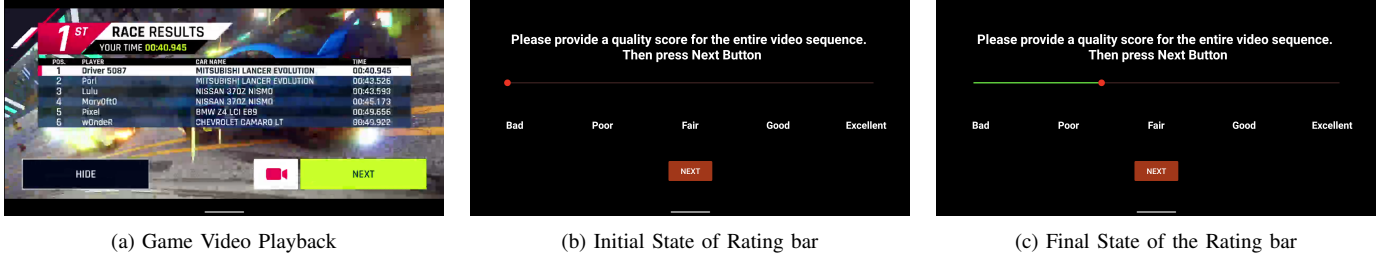 1ST RACE RESULTS
YOUR TIME 00:40.945
POS. PLAYER CAR NAME TIME
1 Driver 5087 MITSUBISHI LANCER EVOLUTION 00:40.945
2 Parl MITSUBISHI LANCER EVOLUTION 00:43.526
3 Lulu NISSAN 370Z NISMO 00:43.593
4 MaryOftO NISSAN 370Z NISMO 00:45.173
5 Pixel BMW Z4 LCI E89 00:49.656
6 wOndeR CHEVROLET CAMARO LT 00:49.922
HIDE NEXT
(a) Game Video Playback
Please provide a quality score for the entire video sequence.
Then press Next Button
Bad Poor Fair Good Excellent
NEXT
(b) Initial State of Rating bar
Please provide a quality score for the entire video sequence.
Then press Next Button
Bad Poor Fair Good Excellent
NEXT
(c) Final State of the Rating bar